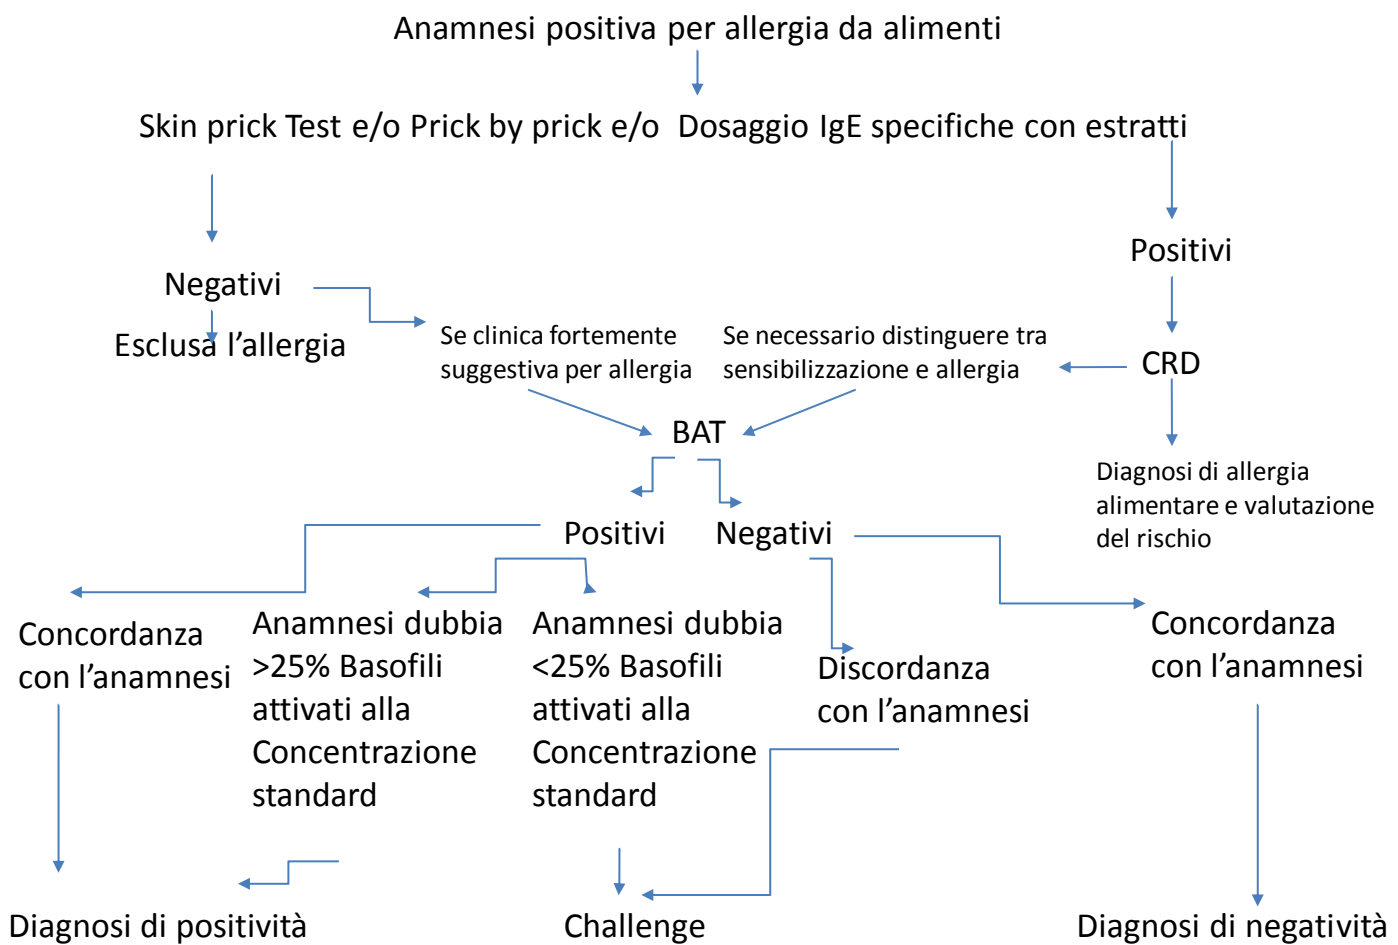 Anamnesi positiva per allergia da alimenti
Skin prick Test e/o Prick by prick e/o Dosaggio IgE specifiche con estratti
Positivi
Negativi
Esclusa l'allergia
Se clinica fortemente
suggestiva per allergia
Se necessario distinguere tra
sensibilizzazione e allergia
CRD
BAT
Diagnosi di allergia
alimentare e valutazione
del rischio
Positivi
Negativi
Concordanza
con l'anamnesi
Anamnesi dubbia
>25% Basofili
attivati alla
Concentrazione
standard
Anamnesi dubbia
<25% Basofili
attivati alla
Concentrazione
standard
Discordanza
con l'anamnesi
Concordanza
con l'anamnesi
Diagnosi di positività
Challenge
Diagnosi di negatività